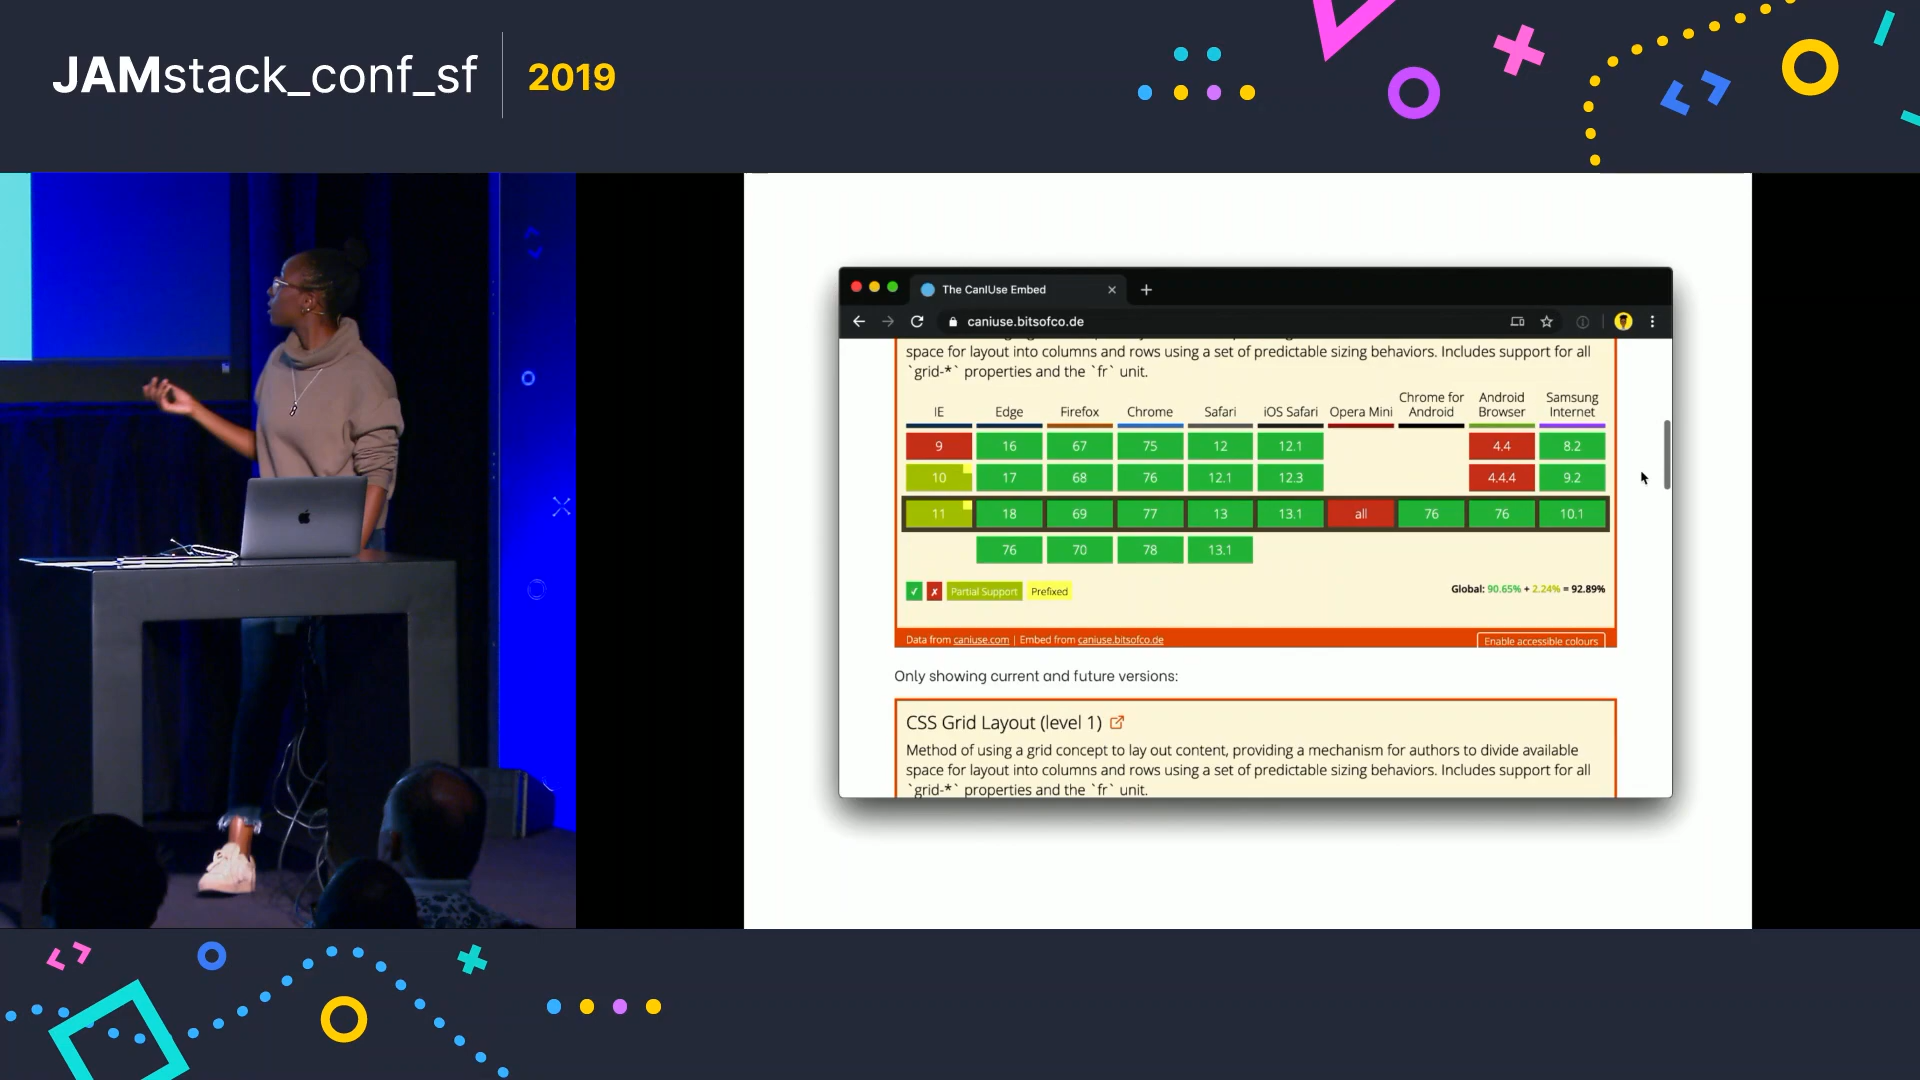 JAMstack_conf_sf
2019
The CanIUse Embed
caniuse.bitsofco.de
space for layout into columns and rows using a set of predictable sizing behaviors. Includes support for all
`grid-*` properties and the `fr` unit.
IE Edge Firefox Chrome Safari iOS Safari Opera Mini Chrome for Android Android Browser Samsung Internet
9 16 67 75 12 12.1 4.4 8.2
10 17 68 76 12.1 12.3 4.4.4 9.2
11 18 69 77 13 13.1 all 76 76 10.1
76 70 78 13.1
✓ ✗ Partial Support Prefixed Global: 90.65% + 2.24% = 92.89%
Data from caniuse.com | Embed from caniuse.bitsofco.de Enable accessible colours
Only showing current and future versions:
CSS Grid Layout (level 1)
Method of using a grid concept to lay out content, providing a mechanism for authors to divide available
space for layout into columns and rows using a set of predictable sizing behaviors. Includes support for all
`grid-*` properties and the `fr` unit.